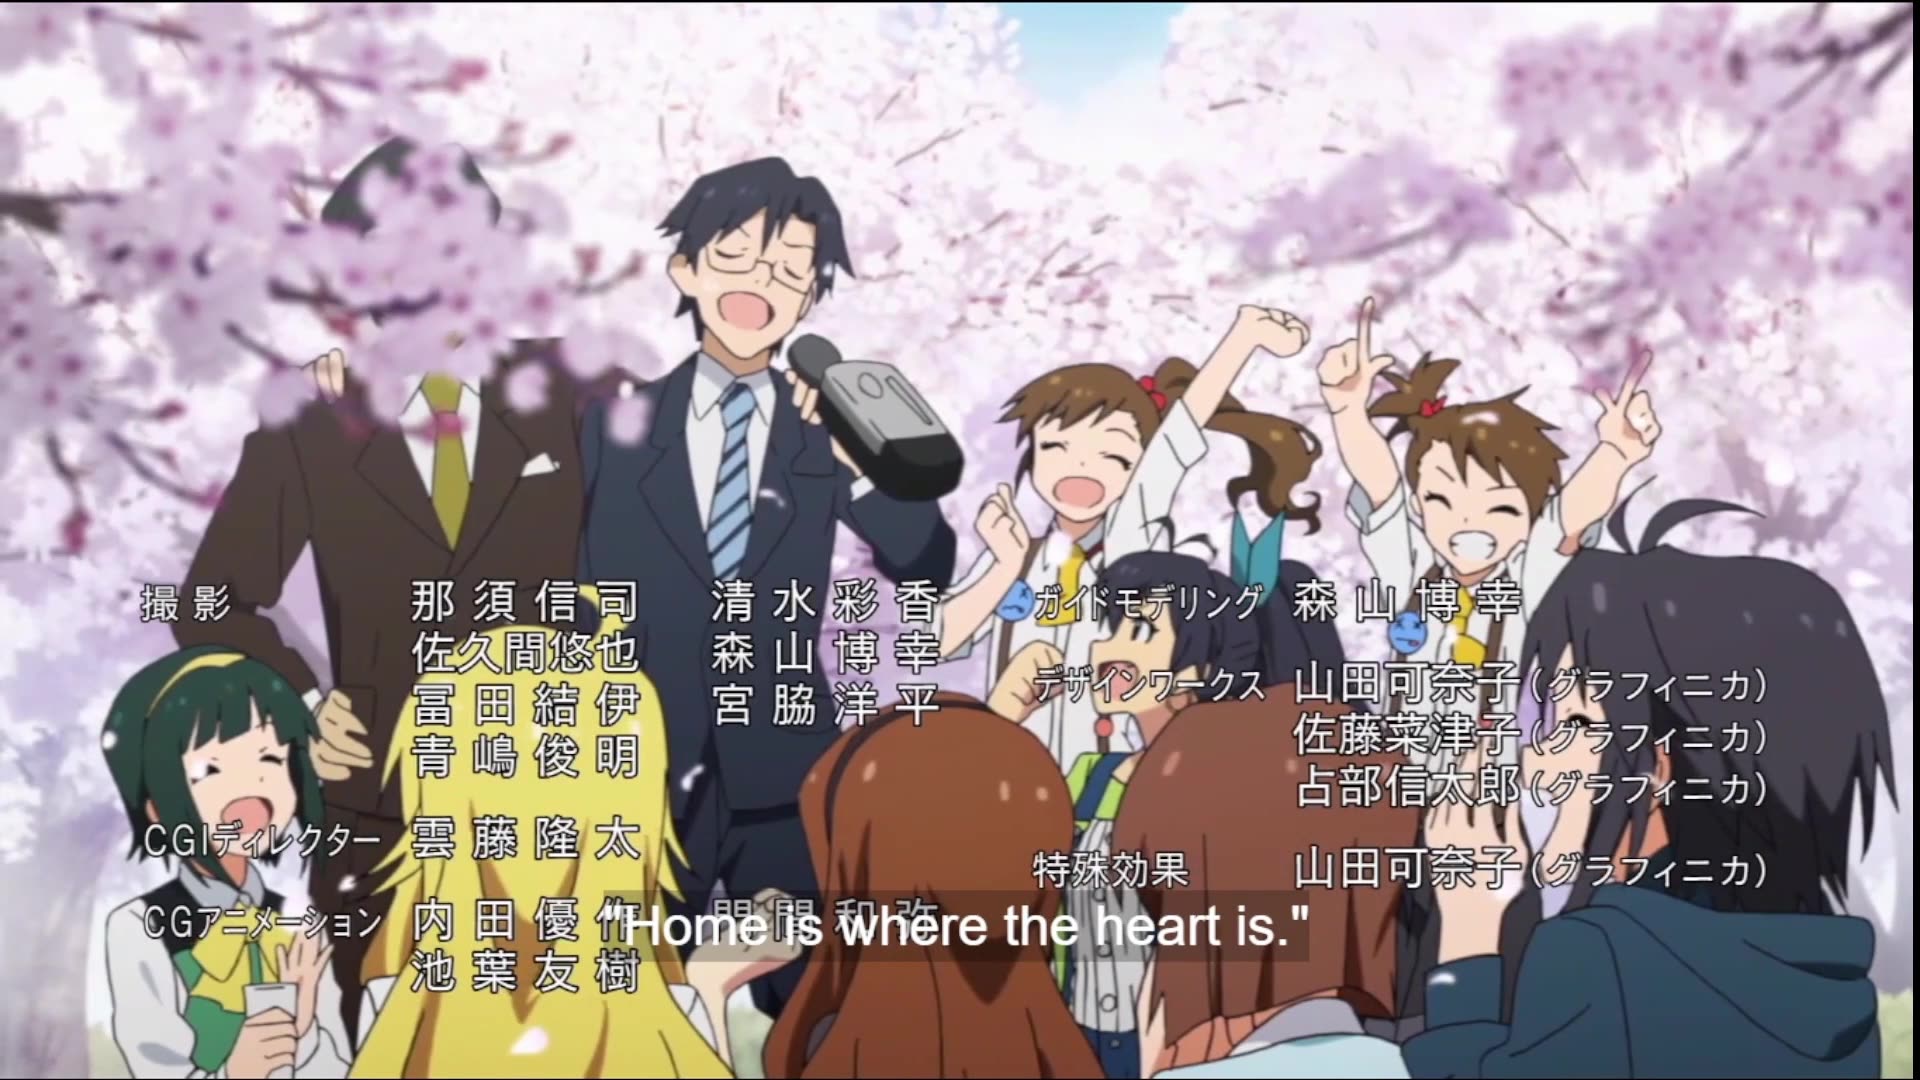 撮影 那須信司 清水彩香
佐久間悠也 森山博幸
冨田結伊 宮脇洋平
青嶋俊明
CGIディレクター 雲藤隆太
CGアニメーション 内田優作 間間和弥
池葉友樹
ガイドモデリング 森山博幸
デザインワークス 山田可奈子(グラフィニカ)
佐藤菜津子(グラフィニカ)
占部信太郎(グラフィニカ)
特殊効果 山田可奈子(グラフィニカ)
"Home is where the heart is."